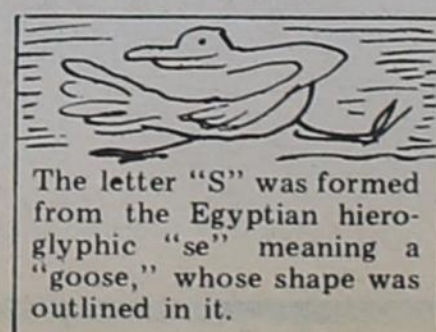 The letter “S” was formed
from the Egyptian hiero-
glyphic “se” meaning a
“goose,” whose shape was
outlined in it.